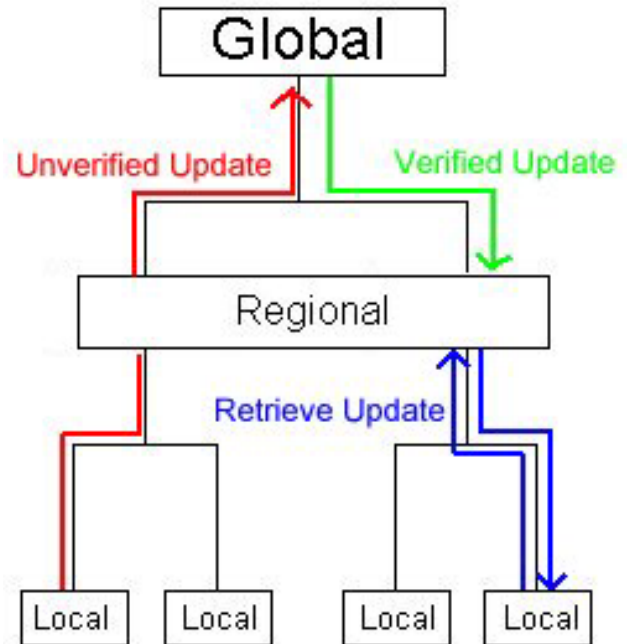 Global
Unverified Update
Verified Update
Regional
Retrieve Update
Local
Local
Local
Local